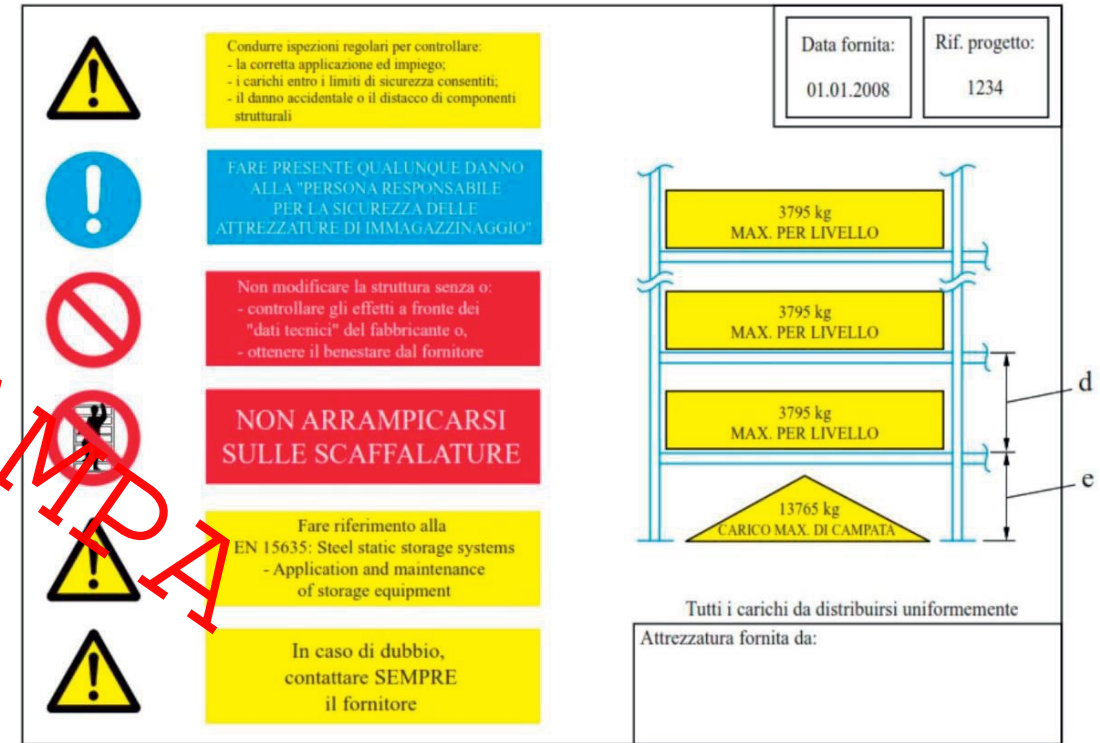 Condurre ispezioni regolari per controllare:
- la corretta applicazione ed impiego;
- i carichi entro i limiti di sicurezza consentiti;
- il danno accidentale o il distacco di componenti
strutturali
FARE PRESENTE QUALUNQUE DANNO
ALLA "PERSONA RESPONSABILE
PER LA SICUREZZA DELLE
ATTREZZATURE DI IMMAGAZZINAGGIO"
Non modificare la struttura senza o:
- controllare gli effetti a fronte dei
"dati tecnici" del fabbricante o,
- ottenere il benestare dal fornitore
NON ARRAMPICARSI
SULLE SCAFFALATURE
Fare riferimento alla
EN 15635: Steel static storage systems
- Application and maintenance
of storage equipment
In caso di dubbio,
contattare SEMPRE
il fornitore
Data fornita:
01.01.2008
Rif. progetto:
1234
3795 kg
MAX. PER LIVELLO
3795 kg
MAX. PER LIVELLO
3795 kg
MAX. PER LIVELLO
d
e
13765 kg
CARICO MAX. DI CAMPATA
Tutti i carichi da distribuirsi uniformemente
Attrezzatura fornita da:
MPA